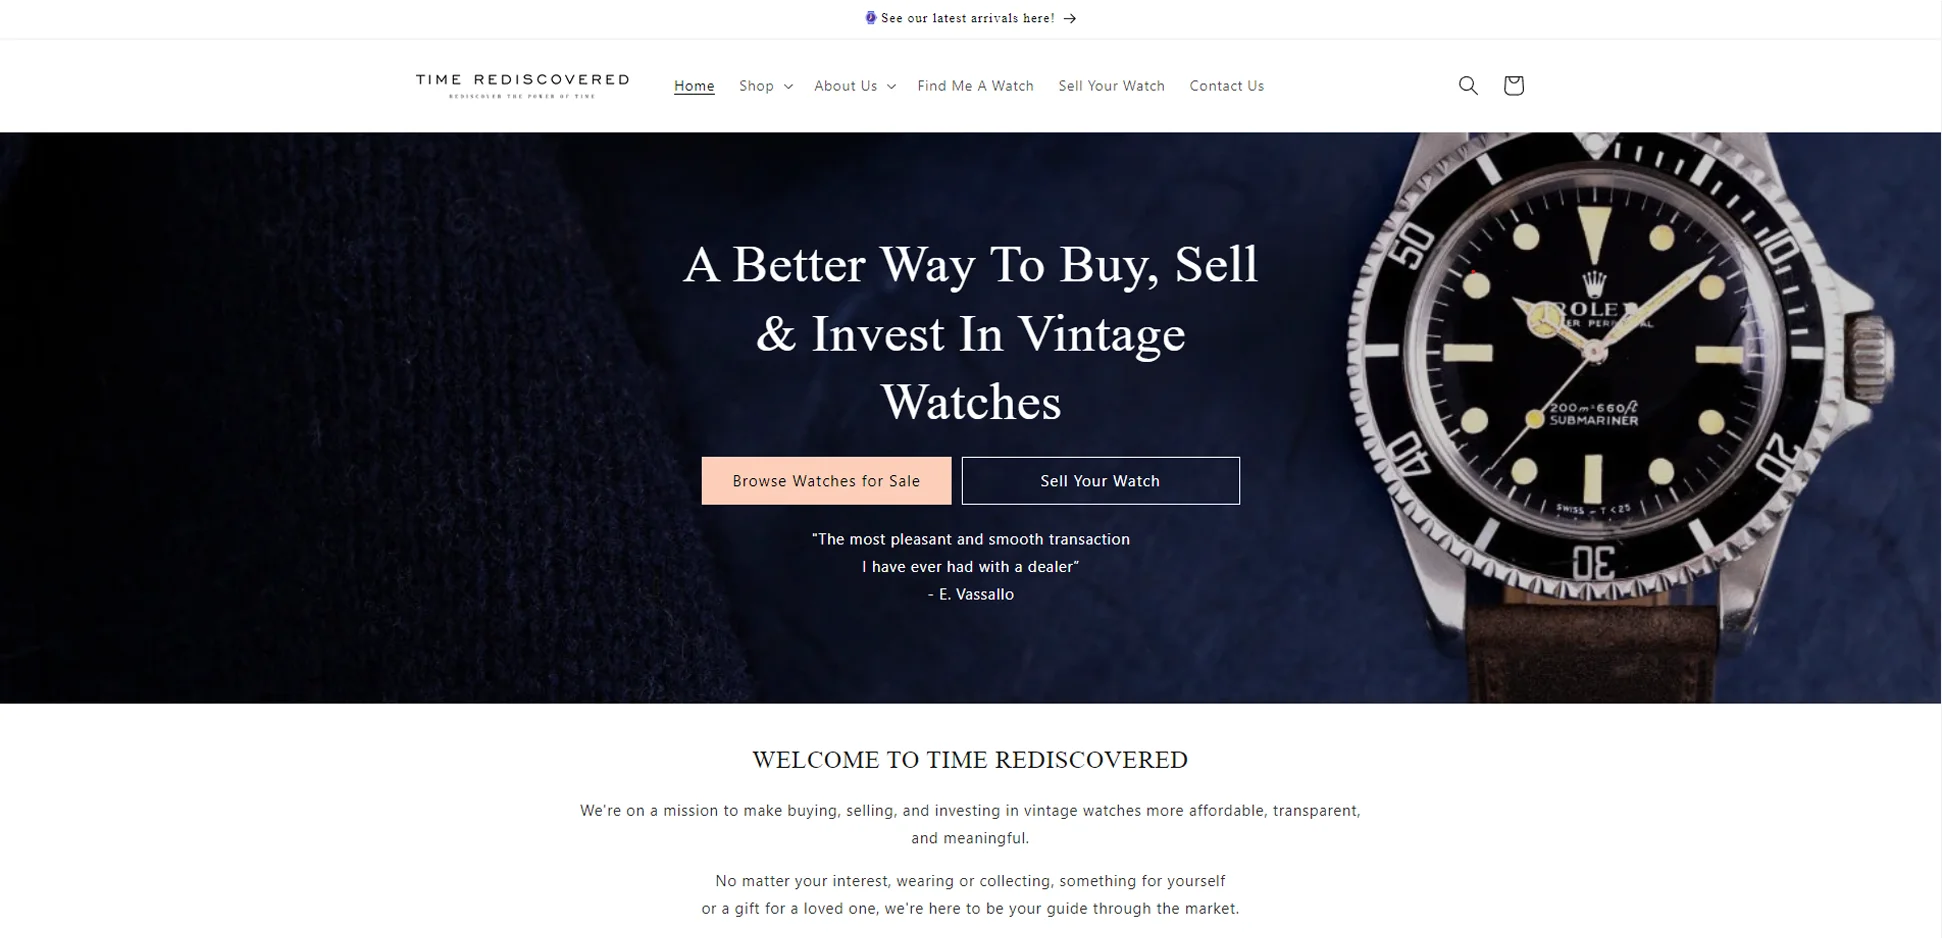 See our latest arrivals here! →
TIME REDISCOVERED
REDISCOVER THE POWER OF TIME
Home
Shop
About Us
Find Me A Watch
Sell Your Watch
Contact Us
A Better Way To Buy, Sell
& Invest In Vintage
Watches
Browse Watches for Sale
Sell Your Watch
"The most pleasant and smooth transaction
I have ever had with a dealer”
- E. Vassallo
50
10
ROLEX
200m=660ft
SUBMARINER
40
20
SWISS - T<25
30
WELCOME TO TIME REDISCOVERED
We're on a mission to make buying, selling, and investing in vintage watches more affordable, transparent,
and meaningful.
No matter your interest, wearing or collecting, something for yourself
or a gift for a loved one, we're here to be your guide through the market.